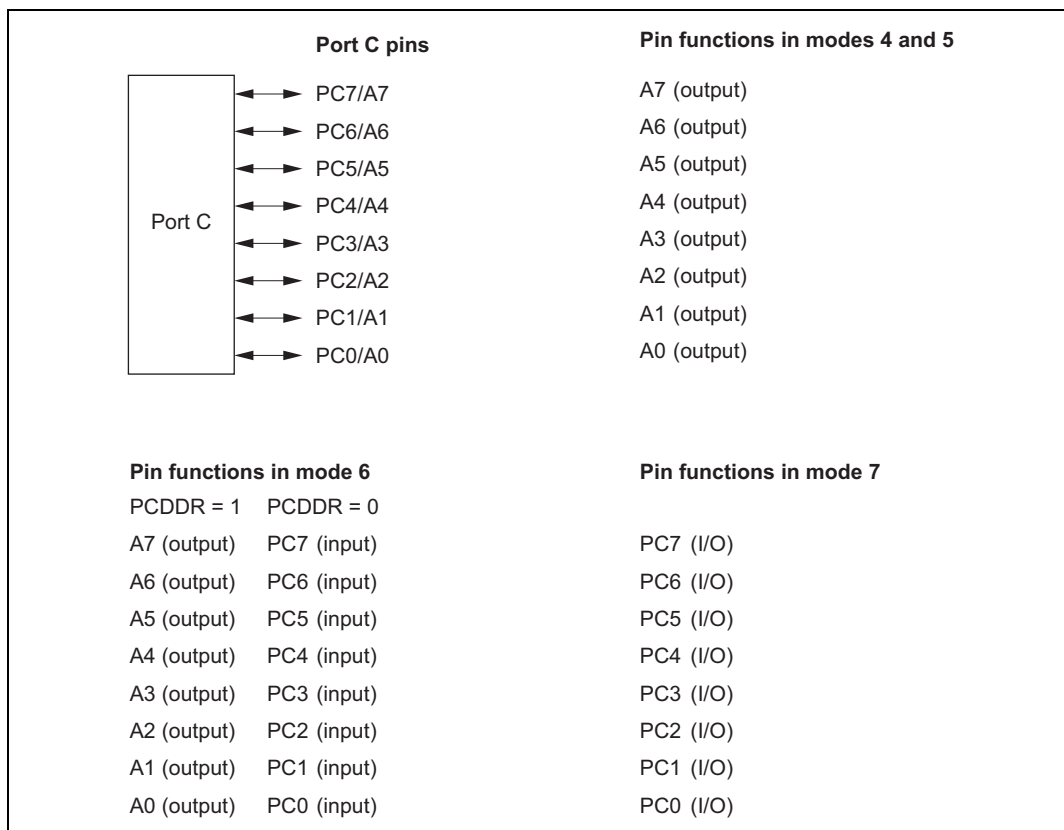 Port C pins
Pin functions in modes 4 and 5
Port C
PC7/A7
A7 (output)
PC6/A6
A6 (output)
PC5/A5
A5 (output)
PC4/A4
A4 (output)
PC3/A3
A3 (output)
PC2/A2
A2 (output)
PC1/A1
A1 (output)
PC0/A0
A0 (output)
Pin functions in mode 6
PCDDR = 1 PCDDR = 0
A7 (output) PC7 (input)
A6 (output) PC6 (input)
A5 (output) PC5 (input)
A4 (output) PC4 (input)
A3 (output) PC3 (input)
A2 (output) PC2 (input)
A1 (output) PC1 (input)
A0 (output) PC0 (input)
Pin functions in mode 7
PC7 (I/O)
PC6 (I/O)
PC5 (I/O)
PC4 (I/O)
PC3 (I/O)
PC2 (I/O)
PC1 (I/O)
PC0 (I/O)